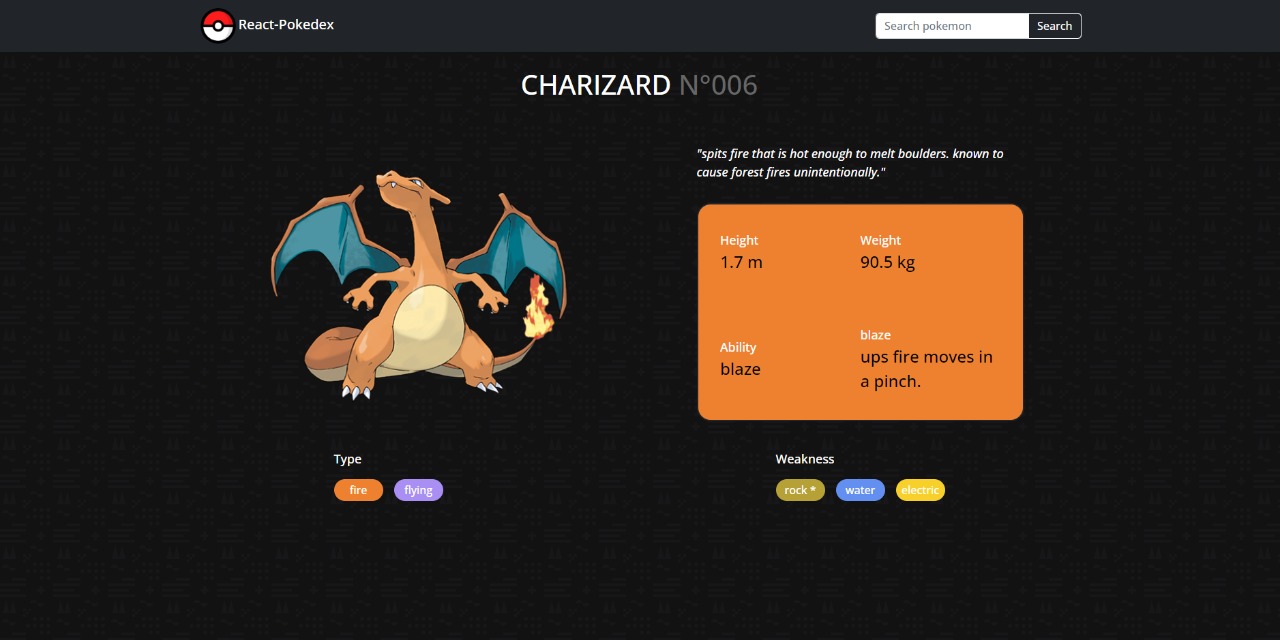 React-Pokedex
Search pokemon
Search
CHARIZARD N°006
"spits fire that is hot enough to melt boulders. known to
cause forest fires unintentionally."
Height
1.7 m
Weight
90.5 kg
Ability
blaze
blaze
ups fire moves in
a pinch.
Type
fire
flying
Weakness
rock *
water
electric